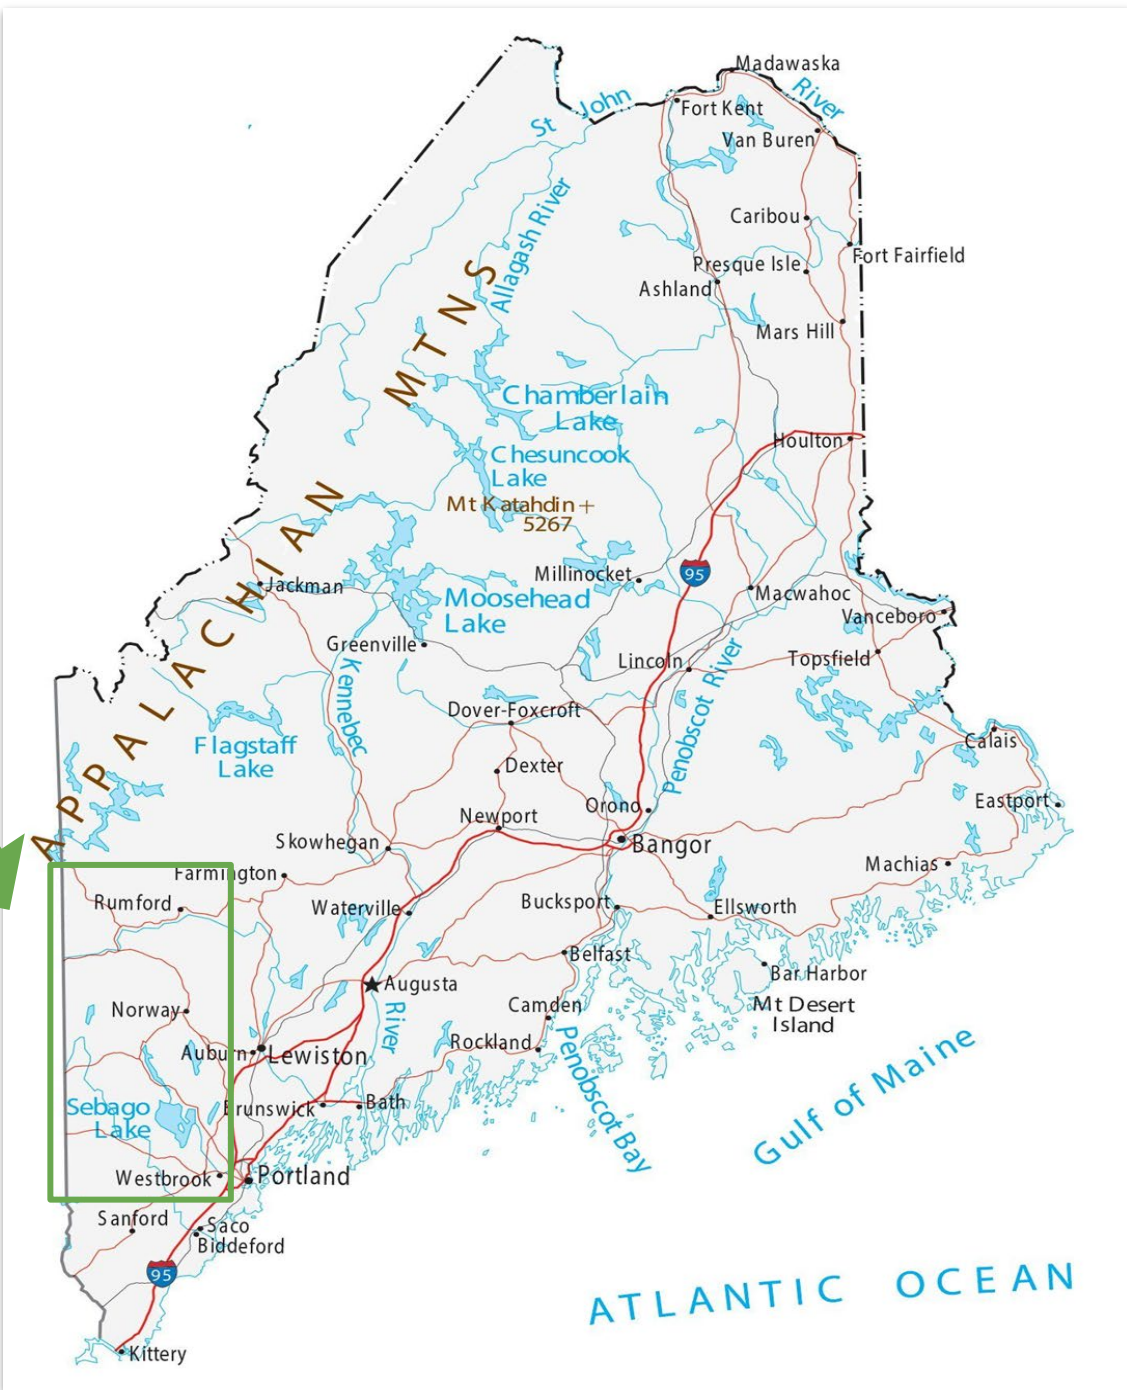 Madawaska
St John River
Fort Kent
Van Buren
Caribou
Fort Fairfield
Allagash River
Presque Isle
Ashland
Mars Hill
APPALACHIAN MTNS
Chamberlain
Lake
Houlton
Chesuncook
Lake
Mt Katahdin +
5267
Millinocket
95
Jackman
Moosehead
Lake
Macwahoc
Vanceboro
Greenville
Lincoln
Topsfield
Kennebec
Penobscot River
Dover-Foxcroft
Flagstaff
Lake
Calais
Dexter
Orono
Eastport
Newport
Skowhegan
Bangor
Machias
Farmington
Rumford
Waterville
Bucksport
Ellsworth
Belfast
Bar Harbor
Augusta
Mt Desert
Island
Norway
River
Camden
Rockland
Auburn
Lewiston
Penobscot Bay
Gulf of Maine
Sebago
Lake
Brunswick
Bath
Westbrook
Portland
Sanford
Saco
Biddeford
95
ATLANTIC OCEAN
Kittery